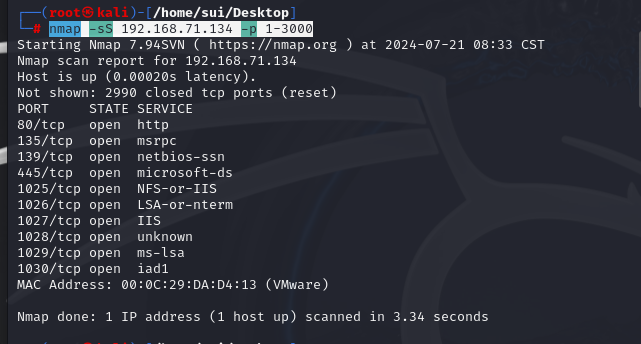 ┌──(root㉿kali)-[/home/sui/Desktop]
└─# nmap -sS 192.168.71.134 -p 1-3000
Starting Nmap 7.94SVN ( https://nmap.org ) at 2024-07-21 08:33 CST
Nmap scan report for 192.168.71.134
Host is up (0.00020s latency).
Not shown: 2990 closed tcp ports (reset)
PORT     STATE SERVICE
80/tcp   open  http
135/tcp  open  msrpc
139/tcp  open  netbios-ssn
445/tcp  open  microsoft-ds
1025/tcp open  NFS-or-IIS
1026/tcp open  LSA-or-nterm
1027/tcp open  IIS
1028/tcp open  unknown
1029/tcp open  ms-lsa
1030/tcp open  iad1
MAC Address: 00:0C:29:DA:D4:13 (VMware)
Nmap done: 1 IP address (1 host up) scanned in 3.34 seconds